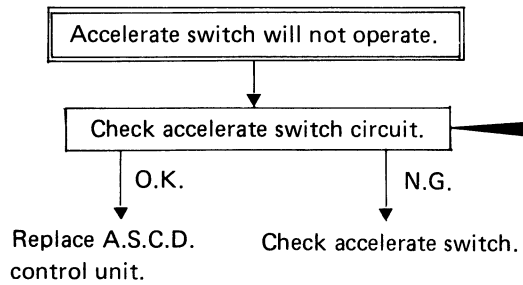 Accelerate switch will not operate.
Check accelerate switch circuit.
O.K.
N.G.
Replace A.S.C.D.
control unit.
Check accelerate switch.